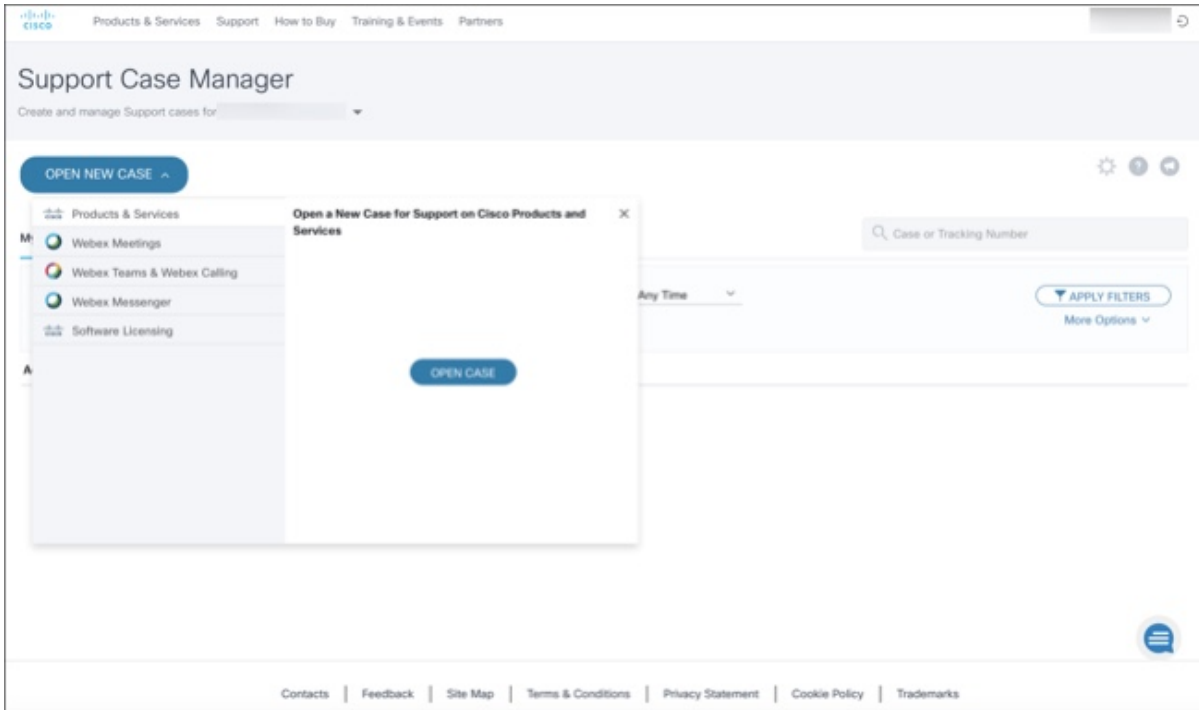 CISCO
Products & Services Support How to Buy Training & Events Partners
Support Case Manager
Create and manage Support cases for
OPEN NEW CASE
Products & Services
Webex Meetings
Webex Teams & Webex Calling
Webex Messenger
Software Licensing
Open a New Case for Support on Cisco Products and
Services
OPEN CASE
Case or Tracking Number
Any Time
APPLY FILTERS
More Options
Contacts | Feedback | Site Map | Terms & Conditions | Privacy Statement | Cookie Policy | Trademarks